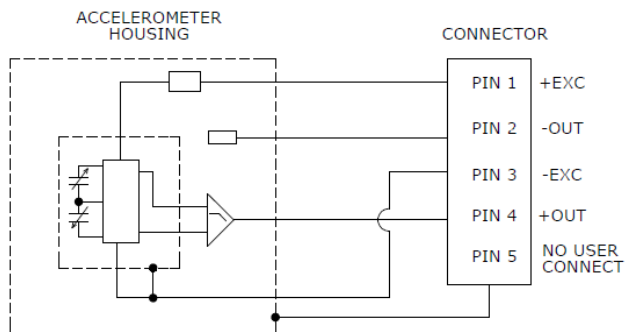 ACCELEROMETER
HOUSING
CONNECTOR
PIN 1 +EXC
PIN 2 -OUT
PIN 3 -EXC
PIN 4 +OUT
PIN 5 NO USER
CONNECT